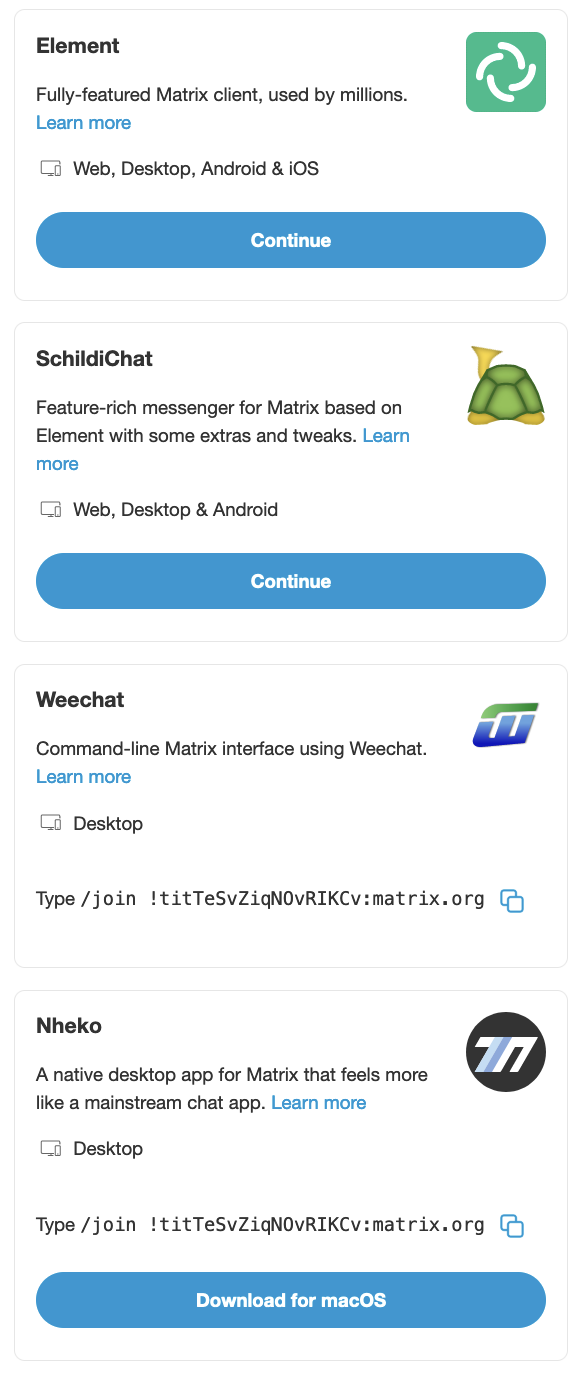 Element
Fully-featured Matrix client, used by millions.
Learn more
Web, Desktop, Android & iOS
Continue
SchildiChat
Feature-rich messenger for Matrix based on
Element with some extras and tweaks. Learn
more
Web, Desktop & Android
Continue
Weechat
Command-line Matrix interface using Weechat.
Learn more
Desktop
Type /join !titTeSvZiqNOvRIKCv:matrix.org
Nheko
A native desktop app for Matrix that feels more
like a mainstream chat app. Learn more
Desktop
Type /join !titTeSvZiqNOvRIKCv:matrix.org
Download for macOS